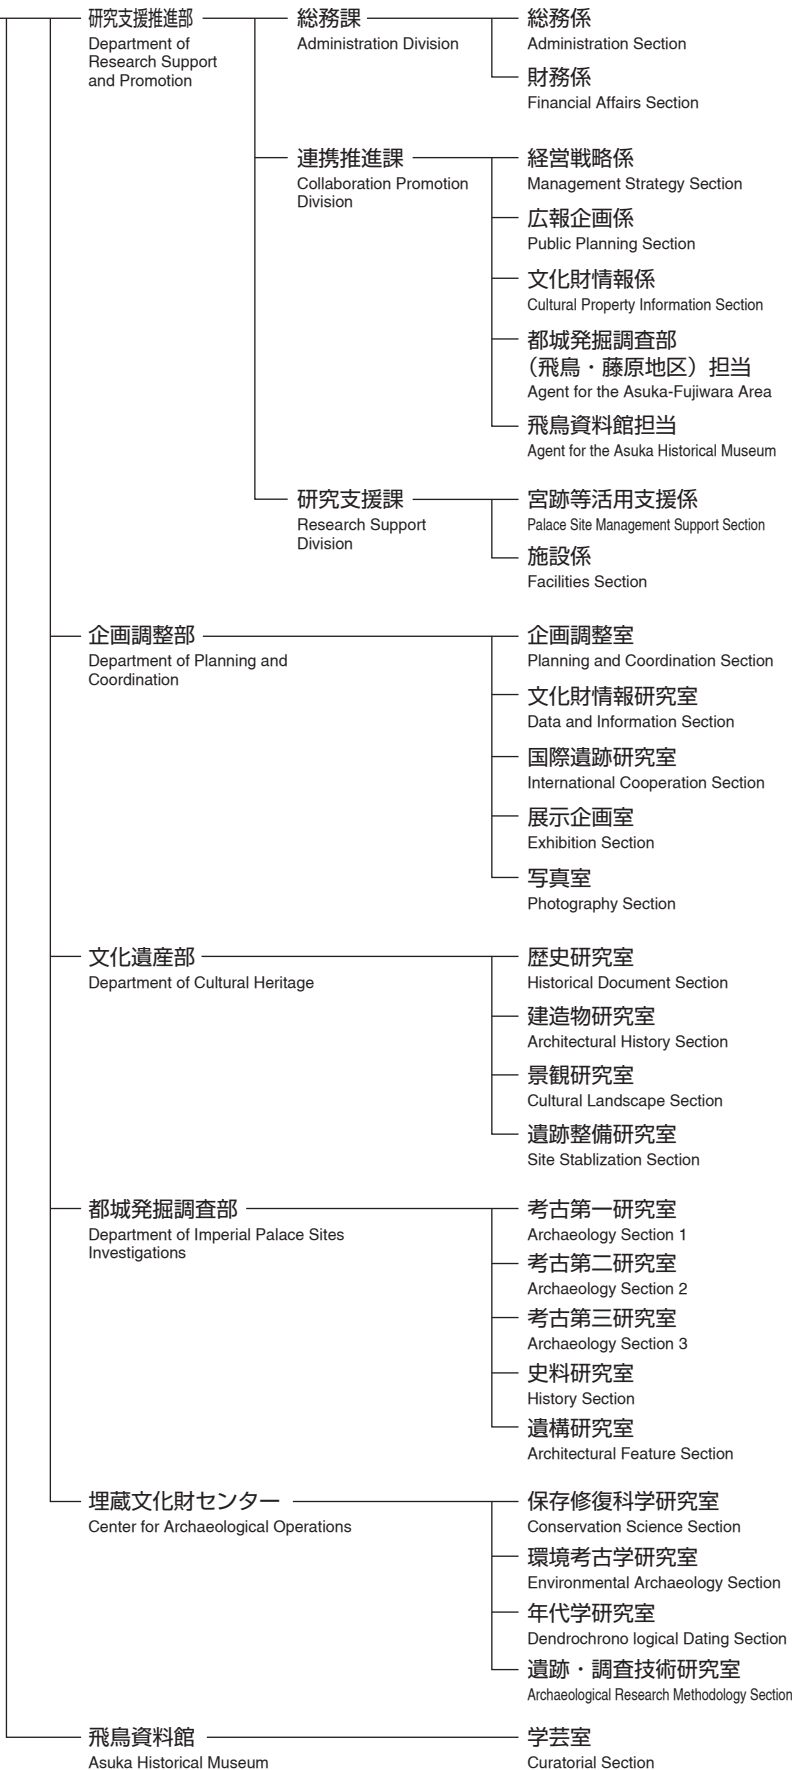 研究支援推進部
Department of
Research Support
and Promotion
総務課
Administration Division
総務係
Administration Section
財務係
Financial Affairs Section
連携推進課
Collaboration Promotion
Division
経営戦略係
Management Strategy Section
広報企画係
Public Planning Section
文化財情報係
Cultural Property Information Section
都城発掘調査部
（飛鳥・藤原地区）担当
Agent for the Asuka-Fujiwara Area
飛鳥資料館担当
Agent for the Asuka Historical Museum
研究支援課
Research Support
Division
宮跡等活用支援係
Palace Site Management Support Section
施設係
Facilities Section
企画調整部
Department of Planning and
Coordination
企画調整室
Planning and Coordination Section
文化財情報研究室
Data and Information Section
国際遺跡研究室
International Cooperation Section
展示企画室
Exhibition Section
写真室
Photography Section
文化遺産部
Department of Cultural Heritage
歴史研究室
Historical Document Section
建造物研究室
Architectural History Section
景観研究室
Cultural Landscape Section
遺跡整備研究室
Site Stablization Section
都城発掘調査部
Department of Imperial Palace Sites
Investigations
考古第一研究室
Archaeology Section 1
考古第二研究室
Archaeology Section 2
考古第三研究室
Archaeology Section 3
史料研究室
History Section
遺構研究室
Architectural Feature Section
埋蔵文化財センター
Center for Archaeological Operations
保存修復科学研究室
Conservation Science Section
環境考古学研究室
Environmental Archaeology Section
年代学研究室
Dendrochrono logical Dating Section
遺跡・調査技術研究室
Archaeological Research Methodology Section
飛鳥資料館
Asuka Historical Museum
学芸室
Curatorial Section